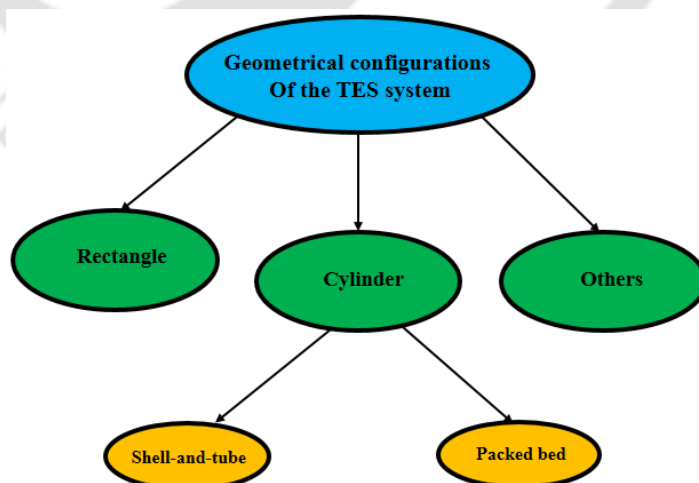 Geometrical configurations
Of the TES system
Rectangle
Cylinder
Others
Shell-and-tube
Packed bed